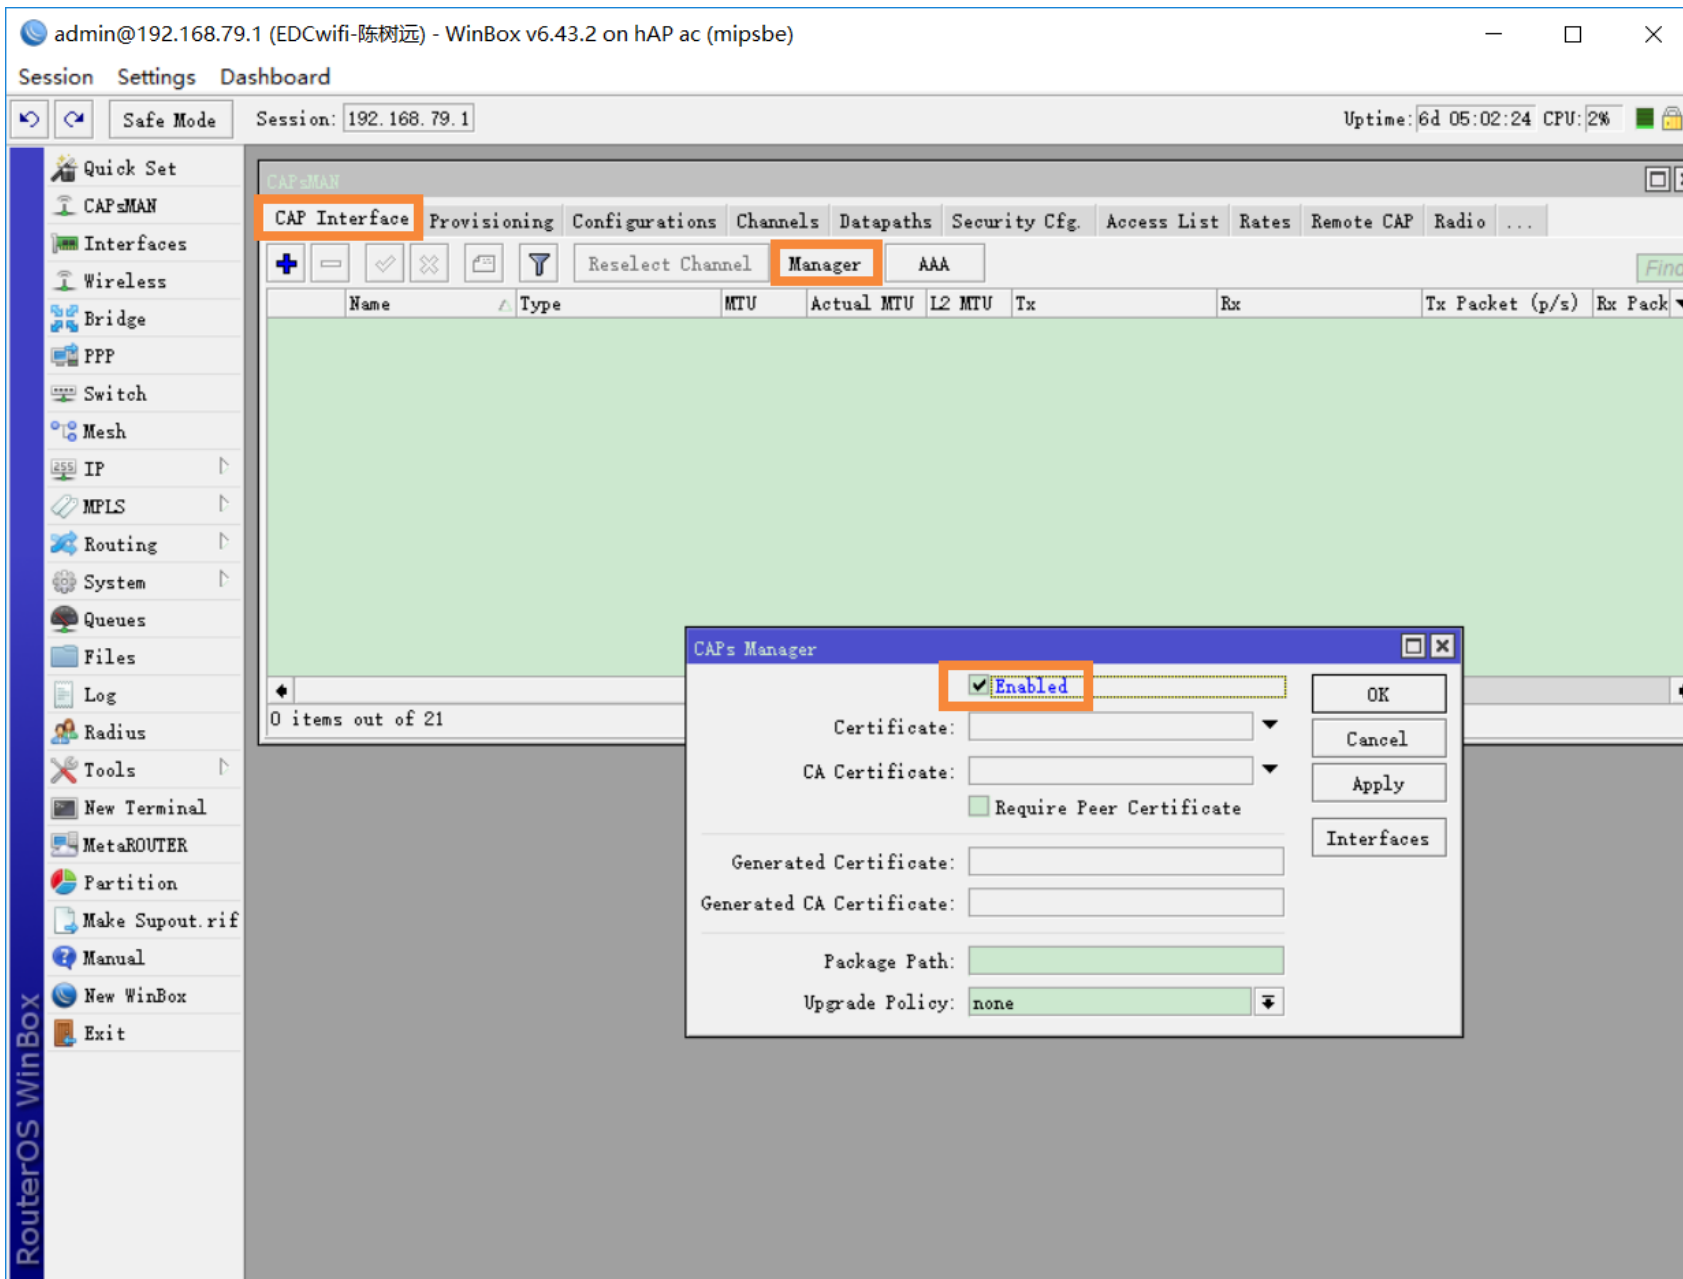 admin@192.168.79.1 (EDCwifi-陈树远) - WinBox v6.43.2 on hAP ac (mipsbe)
Session Settings Dashboard
Safe Mode Session: 192.168.79.1 Uptime: 6d 05:02:24 CPU: 2%
Quick Set
CAPsMAN
Interfaces
Wireless
Bridge
PPP
Switch
Mesh
IP
MPLS
Routing
System
Queues
Files
Log
Radius
Tools
New Terminal
MetaROUTER
Partition
Make Supout.rif
Manual
New WinBox
Exit
RouterOS WinBox
CAPsMAN
CAP Interface Provisioning Configurations Channels Datapaths Security Cfg. Access List Rates Remote CAP Radio ...
Reselect Channel Manager AAA Find
Name Type MTU Actual MTU L2 MTU Tx Rx Tx Packet (p/s) Rx Pack
0 items out of 21
CAPs Manager
Enabled
Certificate:
CA Certificate:
Require Peer Certificate
Generated Certificate:
Generated CA Certificate:
Package Path:
Upgrade Policy: none
OK
Cancel
Apply
Interfaces